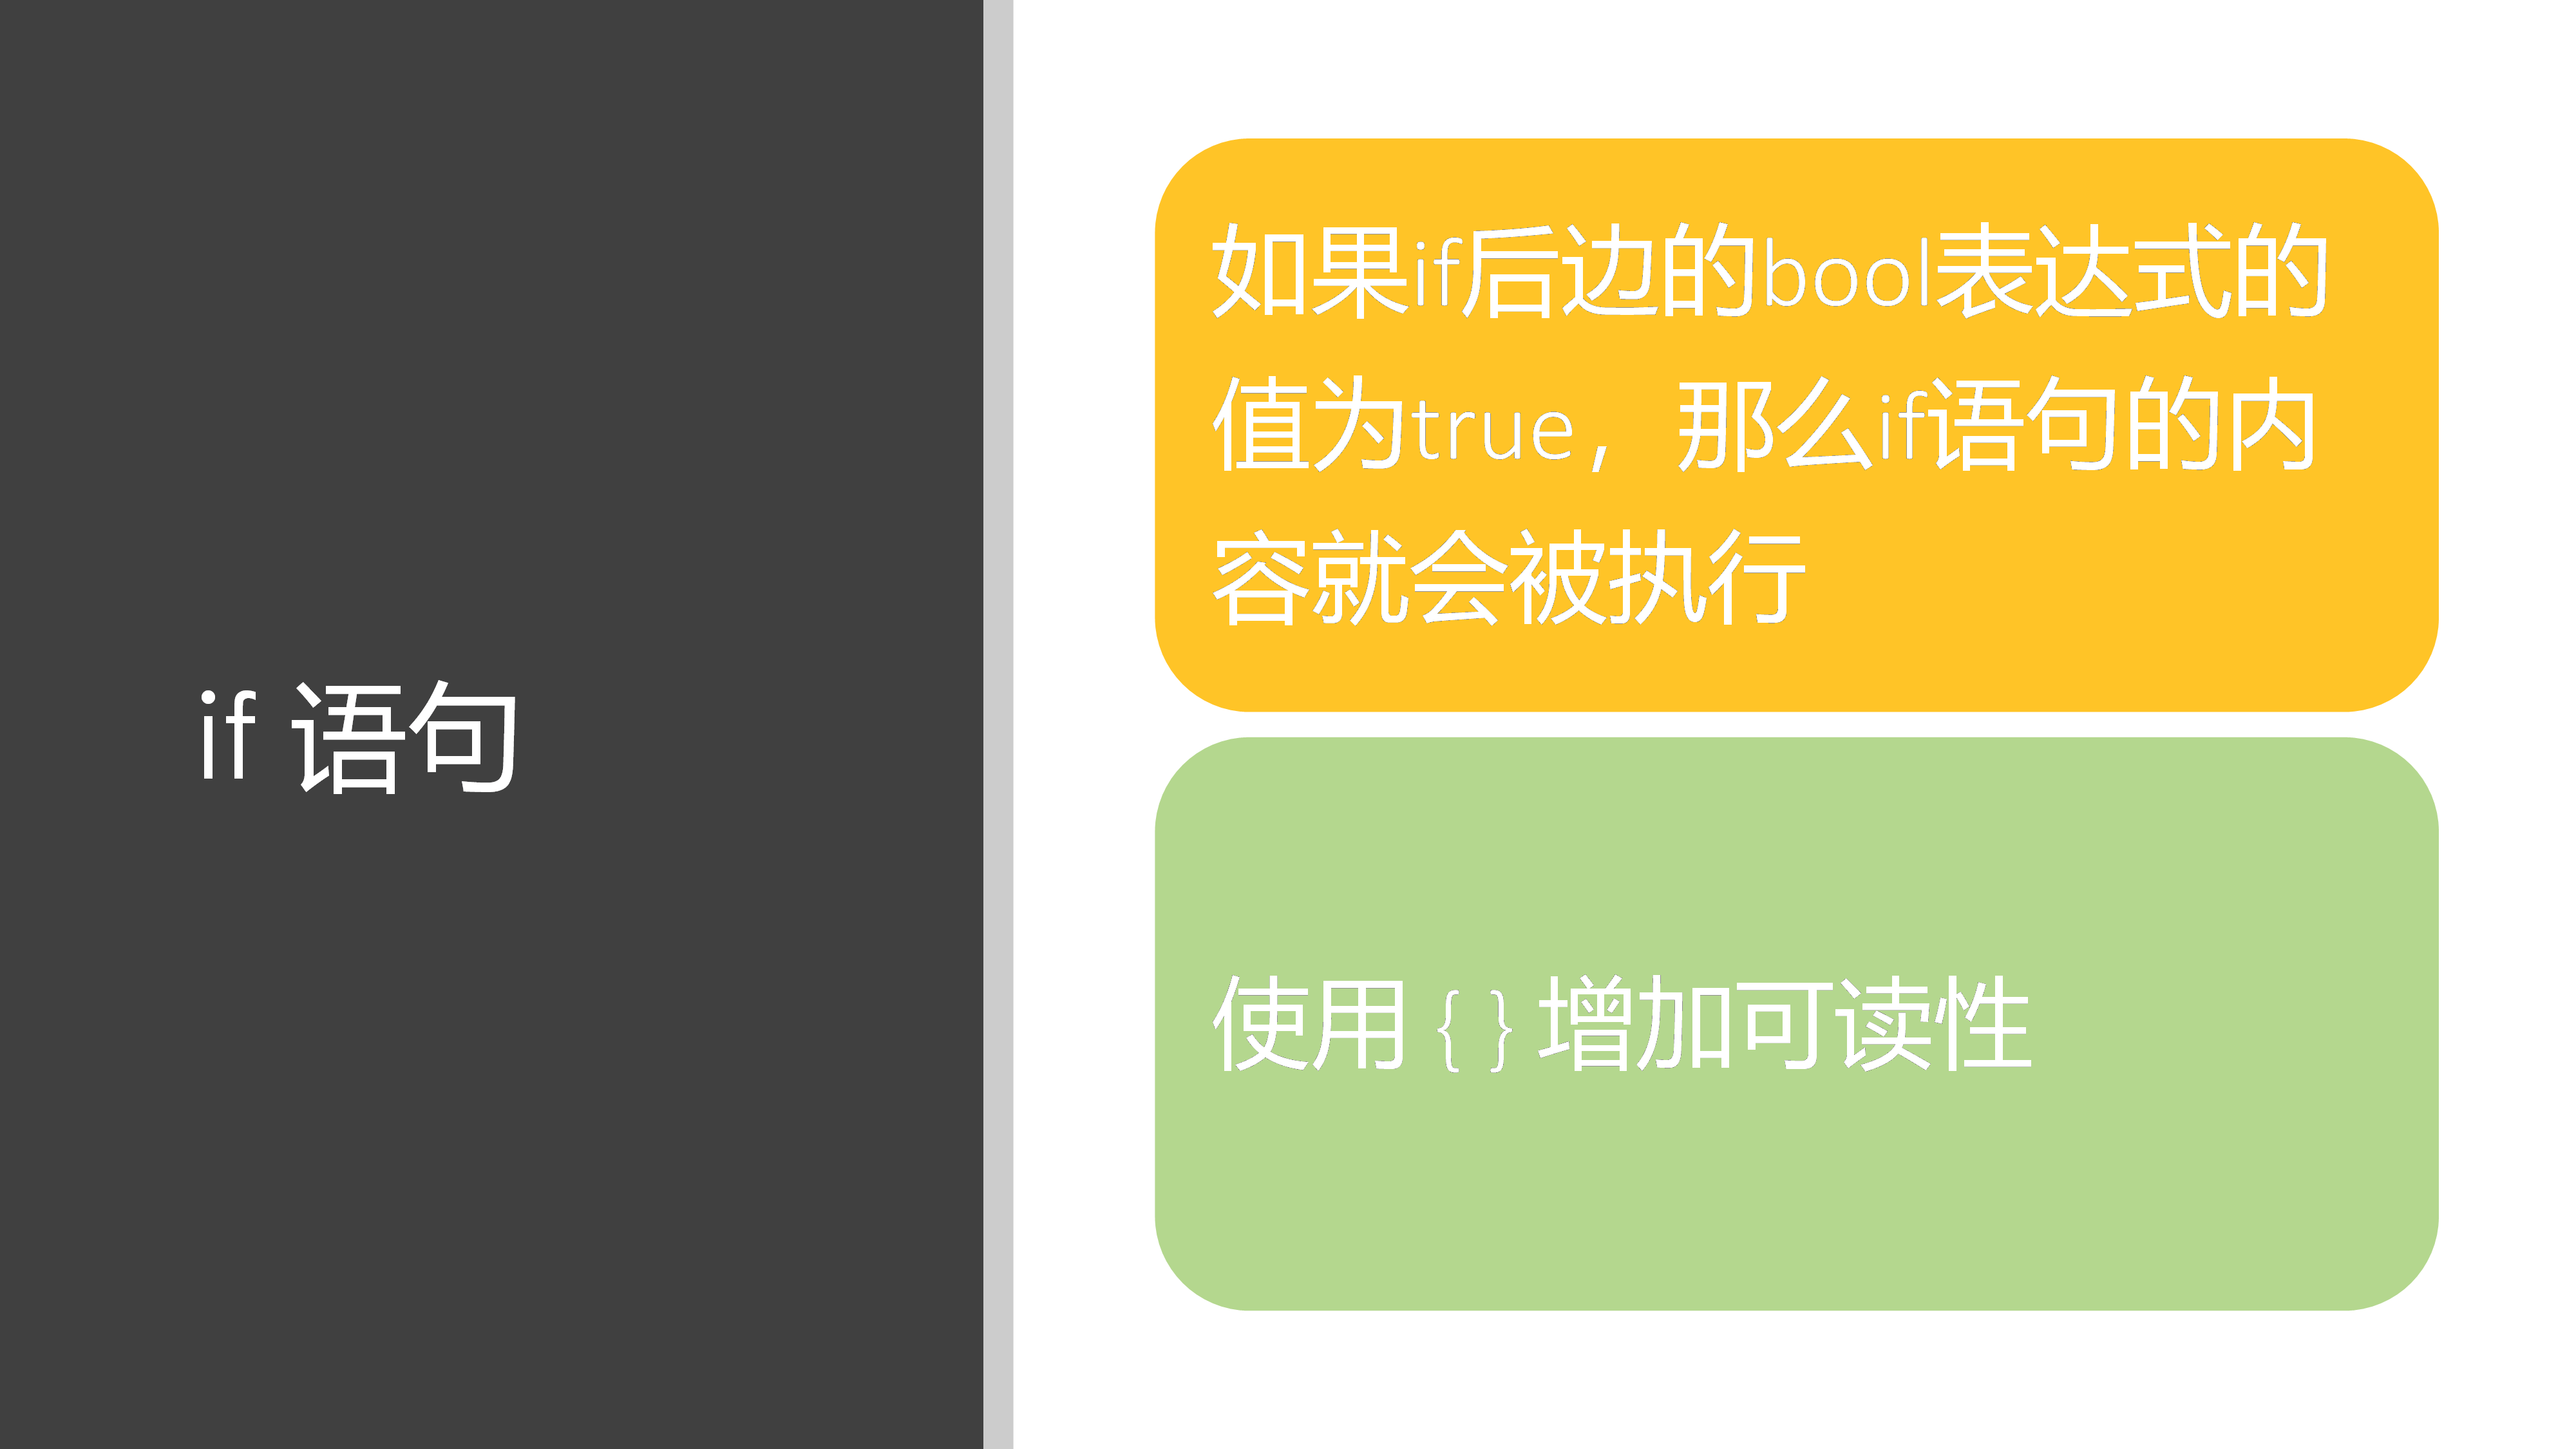 if 语句
如果if后边的bool表达式的
值为true，那么if语句的内
容就会被执行
使用 { } 增加可读性